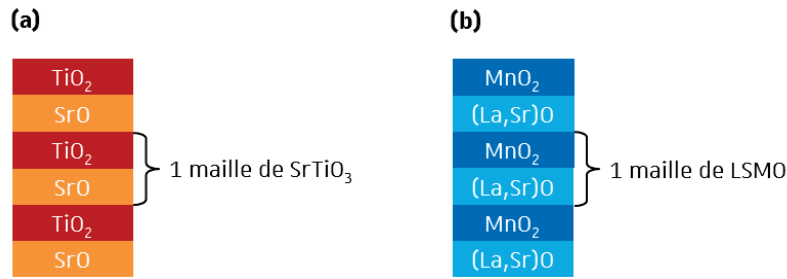 (a)
TiO₂
SrO
TiO₂
SrO
TiO₂
SrO
1 maille de SrTiO₃
(b)
MnO₂
(La,Sr)O
MnO₂
(La,Sr)O
MnO₂
(La,Sr)O
1 maille de LSMO